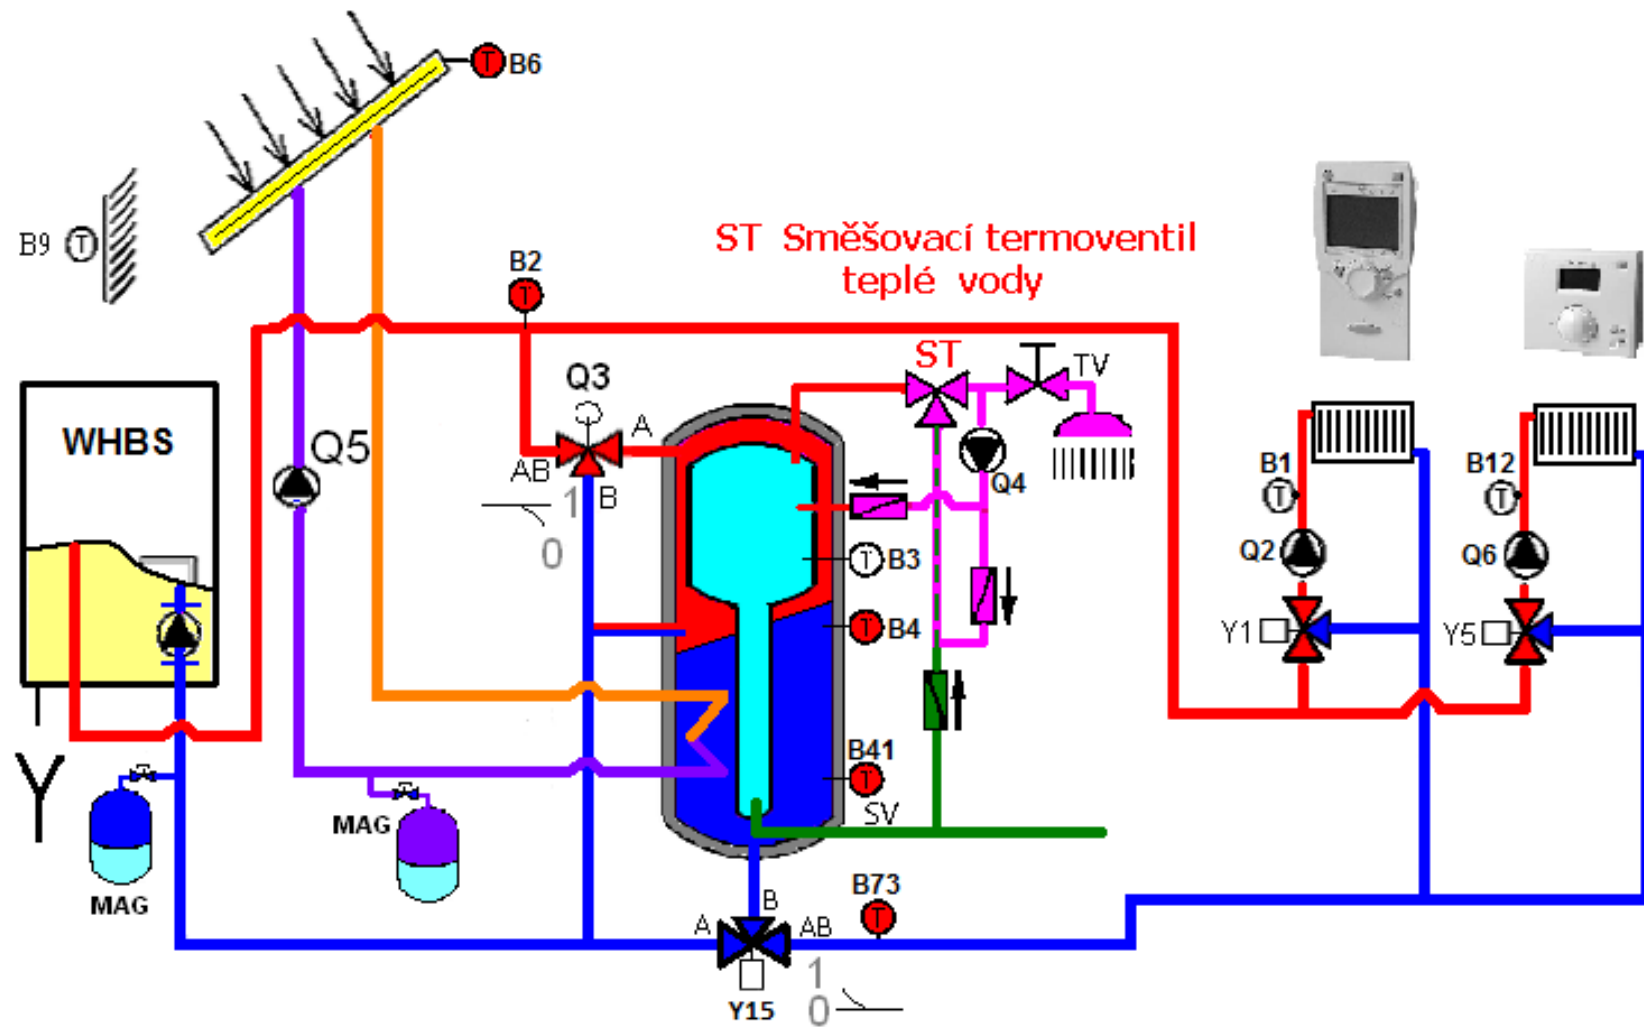 B6
B9 T
ST Směšovací termoventil
teplé vody
B2
T
ST
TV
Q3
A
WHBS
Q5
AB
B
1
0
Q4
B1
T
B12
T
T B3
Q2
Q6
T B4
Y1
Y5
B41
T
SV
MAG
MAG
B73
T
A
B
AB
1
0
Y15